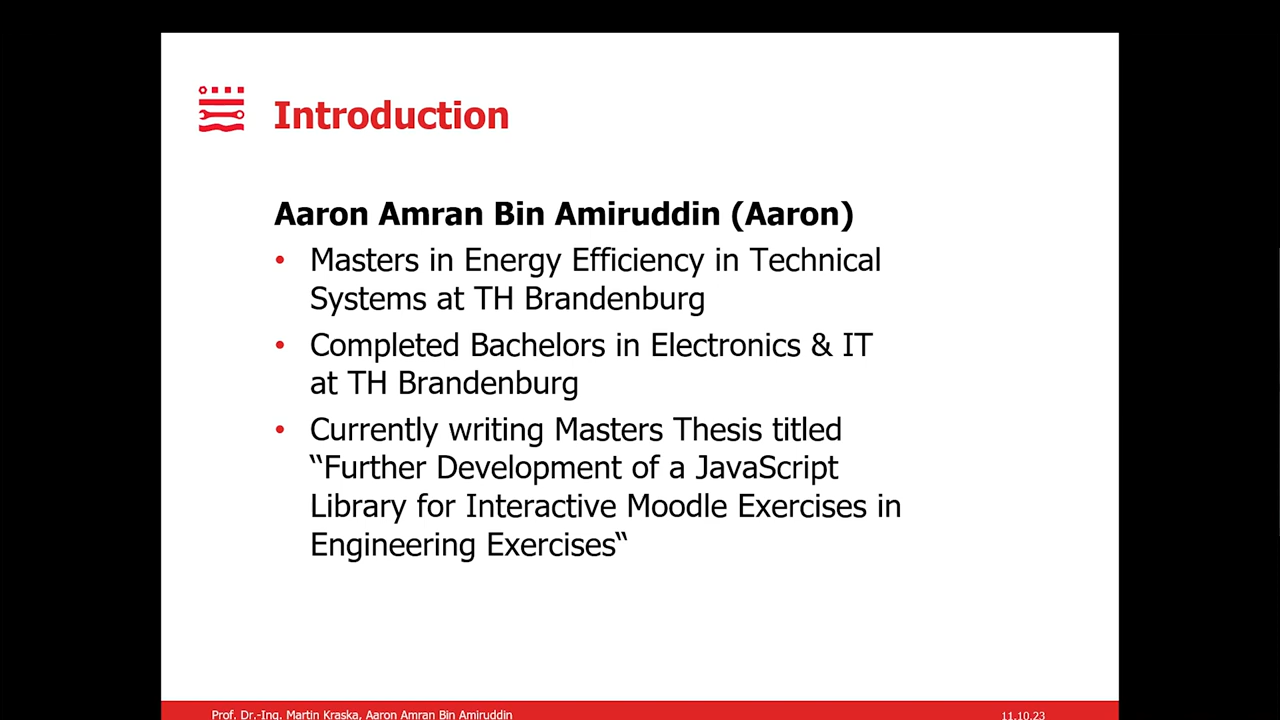 Introduction
Aaron Amran Bin Amiruddin (Aaron)
• Masters in Energy Efficiency in Technical
Systems at TH Brandenburg
• Completed Bachelors in Electronics & IT
at TH Brandenburg
• Currently writing Masters Thesis titled
“Further Development of a JavaScript
Library for Interactive Moodle Exercises in
Engineering Exercises“
Prof. Dr.-Ing. Martin Kraska, Aaron Amran Bin Amiruddin
11.10.23